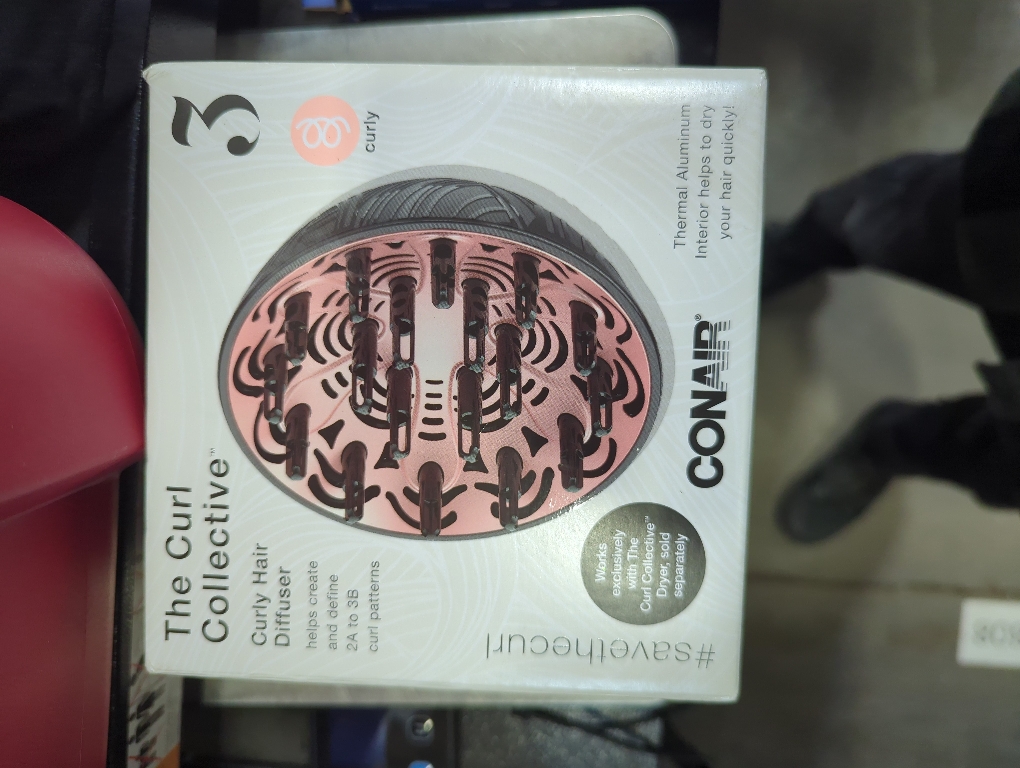 The Curl
Collective™
3
curly
Curly Hair
Diffuser
helps create
and define
2A to 3B
curl patterns
Works
exclusively
with The
Curl Collective™
Dryer, sold
separately
Thermal Aluminum
Interior helps to dry
your hair quickly!
CONAIR®
#savethecurl